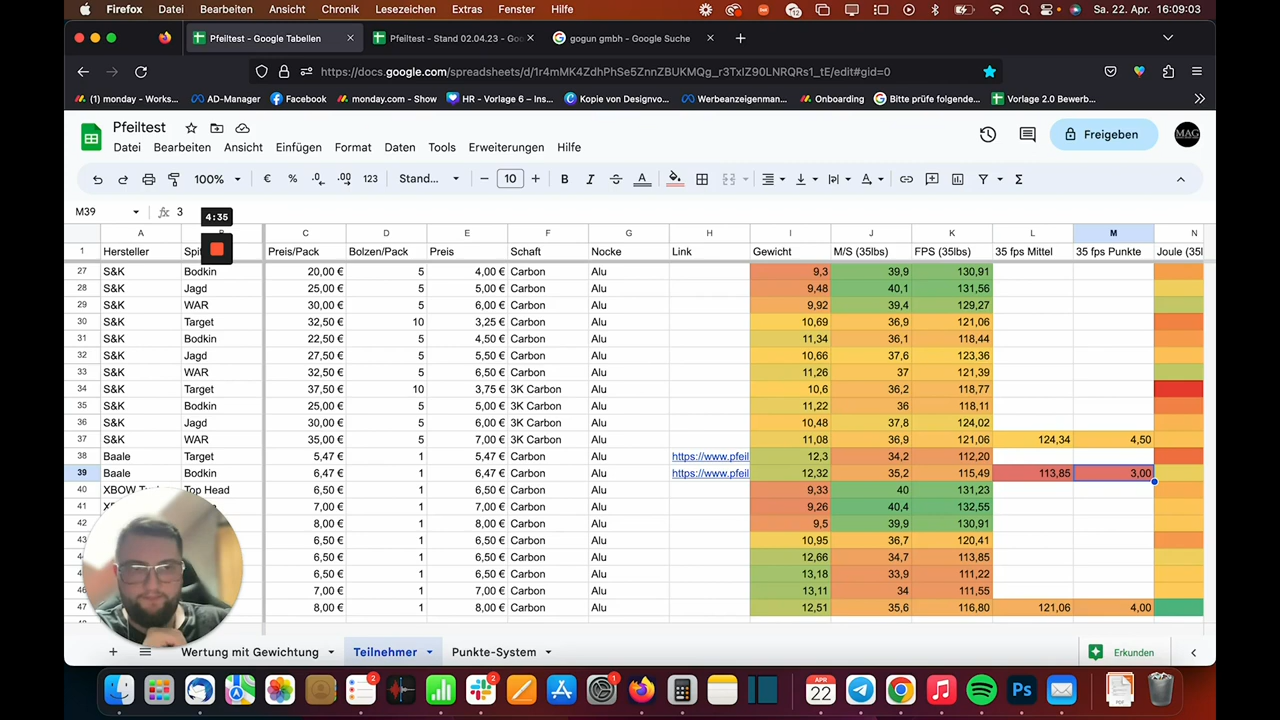 Firefox Datei Bearbeiten Ansicht Chronik Lesezeichen Extras Fenster Hilfe Sa. 22. Apr. 16:09:03
Pfeiltest - Google Tabellen Pfeiltest - Stand 02.04.23 - Go gogun gmbh - Google Suche
https://docs.google.com/spreadsheets/d/1r4mMK4ZdhPhSe5ZnnZBUKMQg_r3TxIZ90LNRQRs1_tE/edit#gid=0
(1) monday - Works... AD-Manager Facebook monday.com - Show HR - Vorlage 6 – Ins... Kopie von Designvo... Werbeanzeigenman... Onboarding Bitte prüfe folgende... Vorlage 2.0 Bewerb...
Pfeiltest
Freigeben
MAG
Datei Bearbeiten Ansicht Einfügen Format Daten Tools Erweiterungen Hilfe
100% € % .0 .00 123 Stand... 10 B I S A
M39 fx 3 4:35
A C D E F G H I J K L M N
1 Hersteller Preis/Pack Bolzen/Pack Preis Schaft Nocke Link Gewicht M/S (35lbs) FPS (35lbs) 35 fps Mittel 35 fps Punkte Joule (35l
27 S&K Bodkin 20,00 € 5 4,00 € Carbon Alu 9,3 39,9 130,91
28 S&K Jagd 25,00 € 5 5,00 € Carbon Alu 9,48 40,1 131,56
29 S&K WAR 30,00 € 5 6,00 € Carbon Alu 9,92 39,4 129,27
30 S&K Target 32,50 € 10 3,25 € Carbon Alu 10,69 36,9 121,06
31 S&K Bodkin 22,50 € 5 4,50 € Carbon Alu 11,34 36,1 118,44
32 S&K Jagd 27,50 € 5 5,50 € Carbon Alu 10,66 37,6 123,36
33 S&K WAR 32,50 € 5 6,50 € Carbon Alu 11,26 37 121,39
34 S&K Target 37,50 € 10 3,75 € 3K Carbon Alu 10,6 36,2 118,77
35 S&K Bodkin 25,00 € 5 5,00 € 3K Carbon Alu 11,22 36 118,11
36 S&K Jagd 30,00 € 5 6,00 € 3K Carbon Alu 10,48 37,8 124,02
37 S&K WAR 35,00 € 5 7,00 € 3K Carbon Alu 11,08 36,9 121,06 124,34 4,50
38 Baale Target 5,47 € 1 5,47 € Carbon Alu https://www.pfeil 12,3 34,2 112,20
39 Baale Bodkin 6,47 € 1 6,47 € Carbon Alu https://www.pfeil 12,32 35,2 115,49 113,85 3,00
40 XBOW Top Head 6,50 € 1 6,50 € Carbon Alu 9,33 40 131,23
41 7,00 € 1 7,00 € Carbon Alu 9,26 40,4 132,55
42 8,00 € 1 8,00 € Carbon Alu 9,5 39,9 130,91
43 6,50 € 1 6,50 € Carbon Alu 10,95 36,7 120,41
6,50 € 1 6,50 € Carbon Alu 12,66 34,7 113,85
6,50 € 1 6,50 € Carbon Alu 13,18 33,9 111,22
46 7,00 € 1 7,00 € Carbon Alu 13,11 34 111,55
47 8,00 € 1 8,00 € Carbon Alu 12,51 35,6 116,80 121,06 4,00
Wertung mit Gewichtung Teilnehmer Punkte-System Erkunden
2 2 1 APR 22